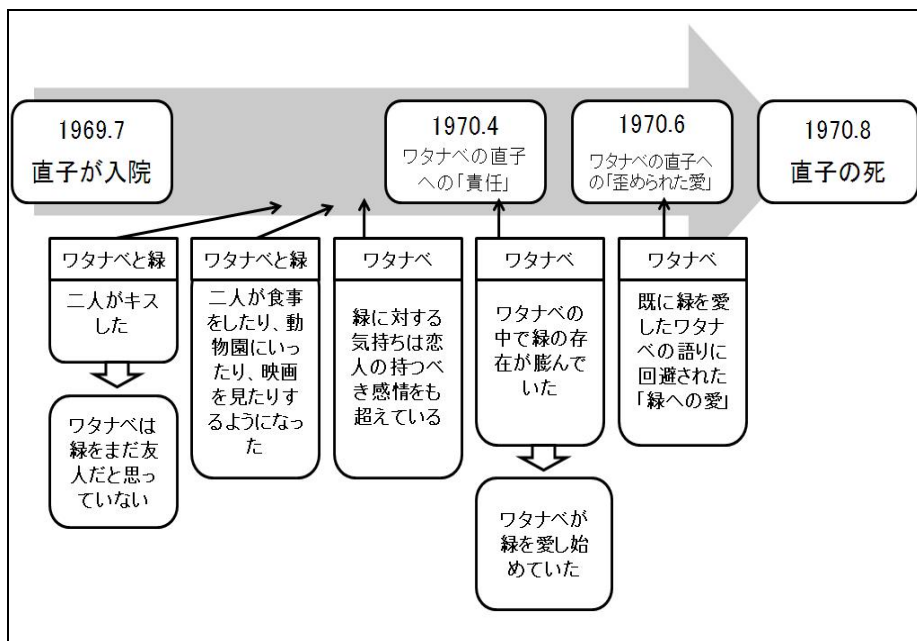 1969.7
直子が入院
1970.4
ワタナベの直子
への「責任」
1970.6
ワタナベの直子へ
の「歪められた愛」
1970.8
直子の死
ワタナベと緑
二人がキス
した
ワタナベは
緑をまだ友
人だと思っ
ていない
ワタナベと緑
二人が食事
をしたり、動
物園にいっ
たり、映画
を見たりす
るようになっ
た
ワタナベ
緑に対する
気持ちは恋
人の持つべ
き感情をも
超えている
ワタナベ
ワタナベの
中で緑の存
在が膨んで
いた
ワタナベが
緑を愛し始
めていた
ワタナベ
既に緑を愛
したワタナ
ベの語りに
回避された
「緑への愛」